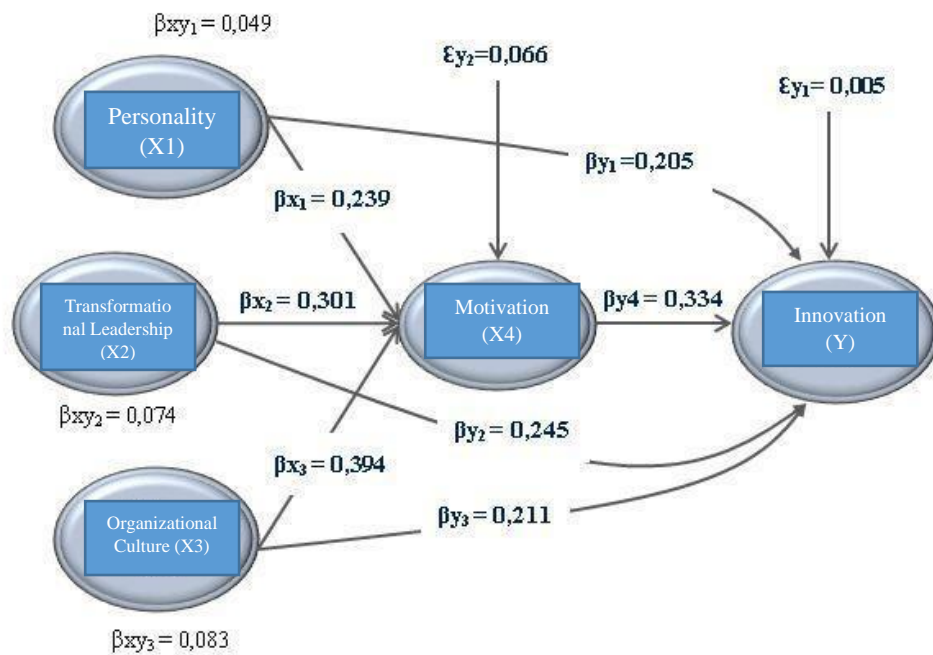 βxy₁ = 0,049
Ɛy₂=0,066
Ɛy₁ = 0,005
Personality
(X1)
βy₁=0,205
βx₁ = 0,239
Transformatio
nal Leadership
(X2)
βx₂ = 0,301
Motivation
(X4)
βy4 = 0,334
Innovation
(Y)
βxy₂ = 0,074
βy₂ = 0,245
βx₃ = 0,394
βy₃ = 0,211
Organizational
Culture (X3)
βxy₃ = 0,083